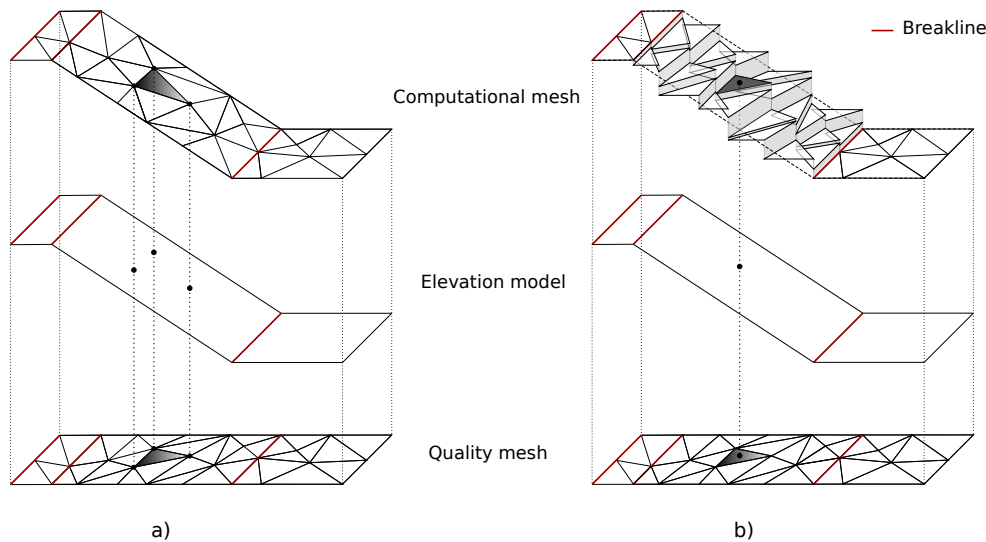 Breakline
Computational mesh
Elevation model
Quality mesh
a)
b)